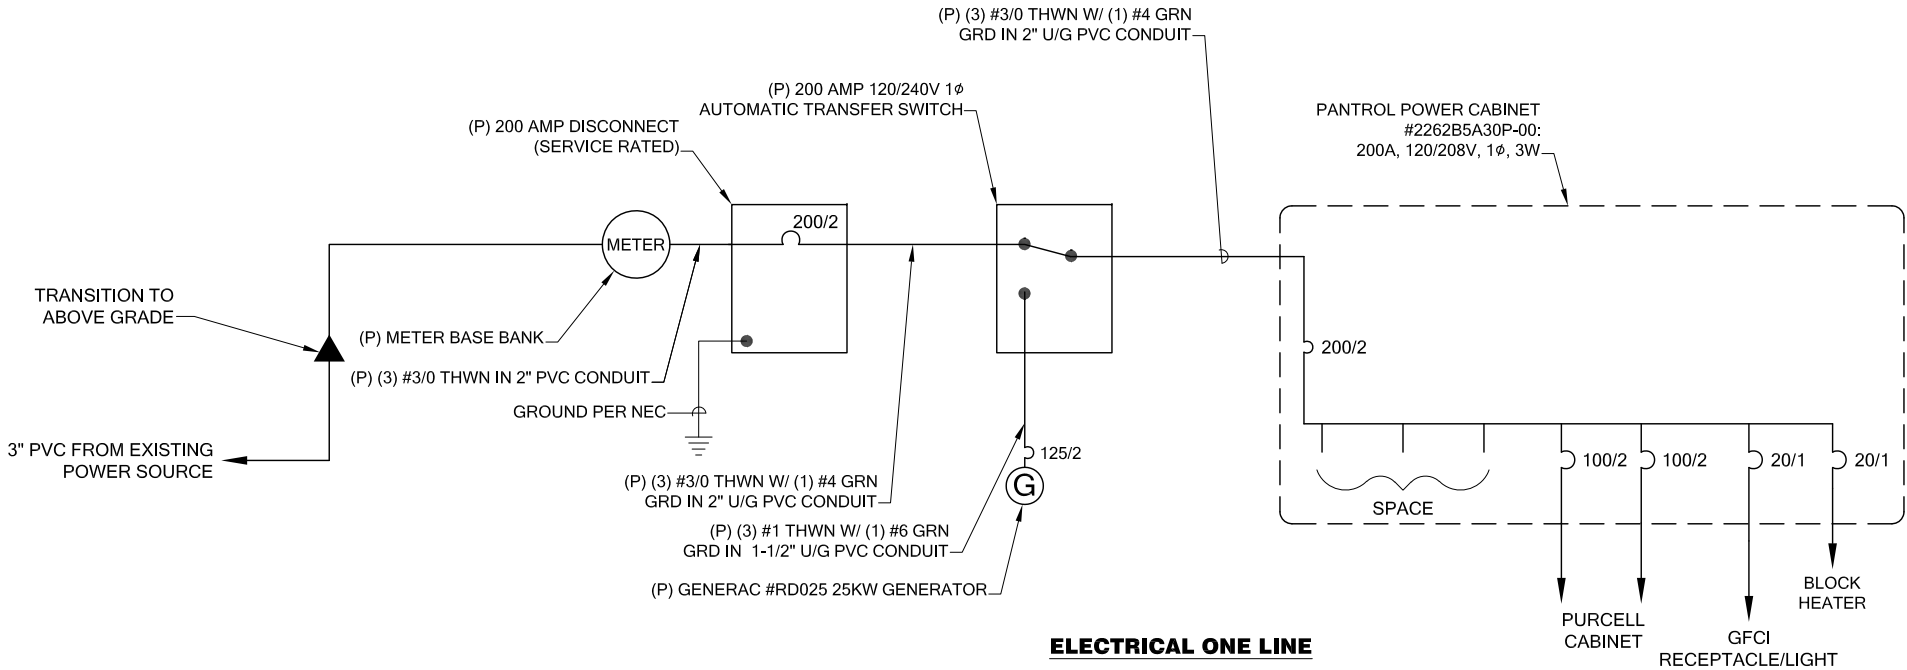 (P) (3) #3/0 THWN W/ (1) #4 GRN
GRD IN 2" U/G PVC CONDUIT
(P) 200 AMP 120/240V 1ϕ
AUTOMATIC TRANSFER SWITCH
(P) 200 AMP DISCONNECT
(SERVICE RATED)
PANTROL POWER CABINET
#2262B5A30P-00:
200A, 120/208V, 1ϕ, 3W
200/2
METER
TRANSITION TO
ABOVE GRADE
(P) METER BASE BANK
(P) (3) #3/0 THWN IN 2" PVC CONDUIT
GROUND PER NEC
3" PVC FROM EXISTING
POWER SOURCE
(P) (3) #3/0 THWN W/ (1) #4 GRN
GRD IN 2" U/G PVC CONDUIT
(P) (3) #1 THWN W/ (1) #6 GRN
GRD IN 1-1/2" U/G PVC CONDUIT
(P) GENERAC #RD025 25KW GENERATOR
125/2
G
200/2
SPACE
100/2
100/2
20/1
20/1
PURCELL
CABINET
GFCI
RECEPTACLE/LIGHT
BLOCK
HEATER
ELECTRICAL ONE LINE